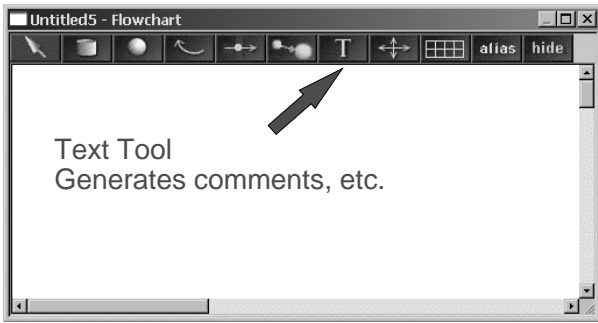 Untitled5 - Flowchart
T alias hide
Text Tool
Generates comments, etc.